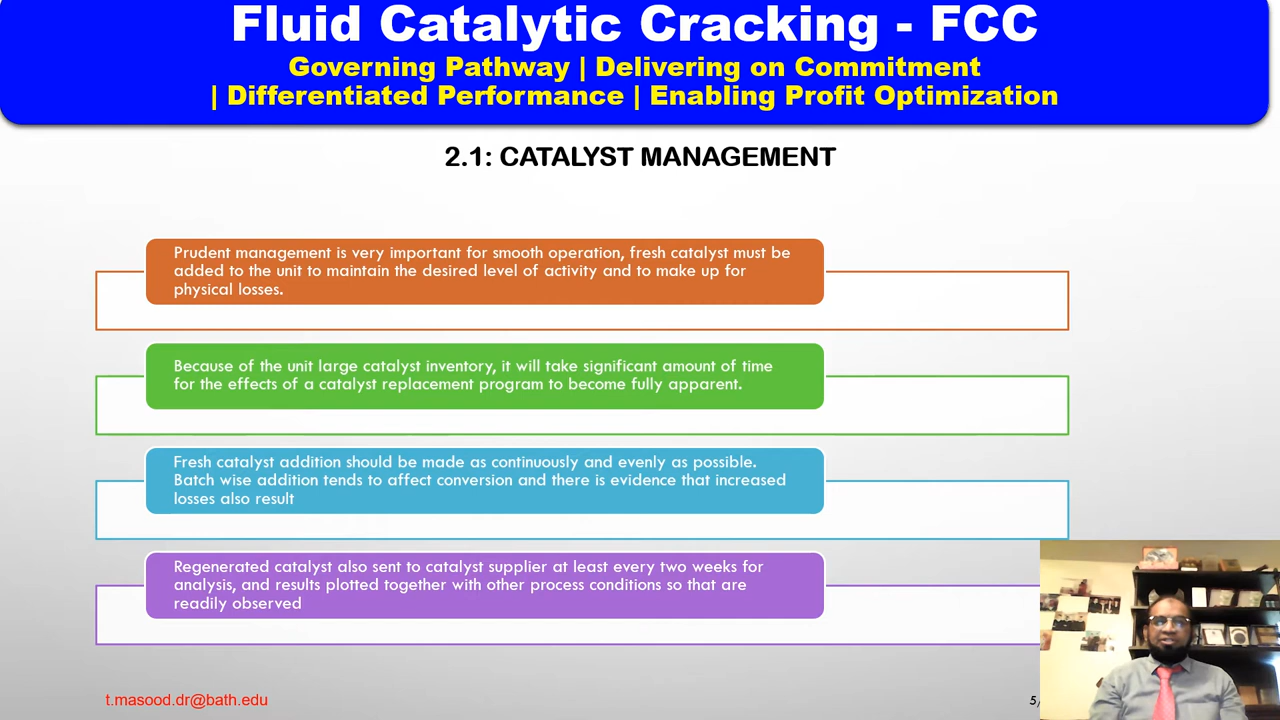 Fluid Catalytic Cracking - FCC
Governing Pathway | Delivering on Commitment
| Differentiated Performance | Enabling Profit Optimization
2.1: CATALYST MANAGEMENT
Prudent management is very important for smooth operation, fresh catalyst must be
added to the unit to maintain the desired level of activity and to make up for
physical losses.
Because of the unit large catalyst inventory, it will take significant amount of time
for the effects of a catalyst replacement program to become fully apparent.
Fresh catalyst addition should be made as continuously and evenly as possible.
Batch wise addition tends to affect conversion and there is evidence that increased
losses also result
Regenerated catalyst also sent to catalyst supplier at least every two weeks for
analysis, and results plotted together with other process conditions so that are
readily observed
t.masood.dr@bath.edu
5/